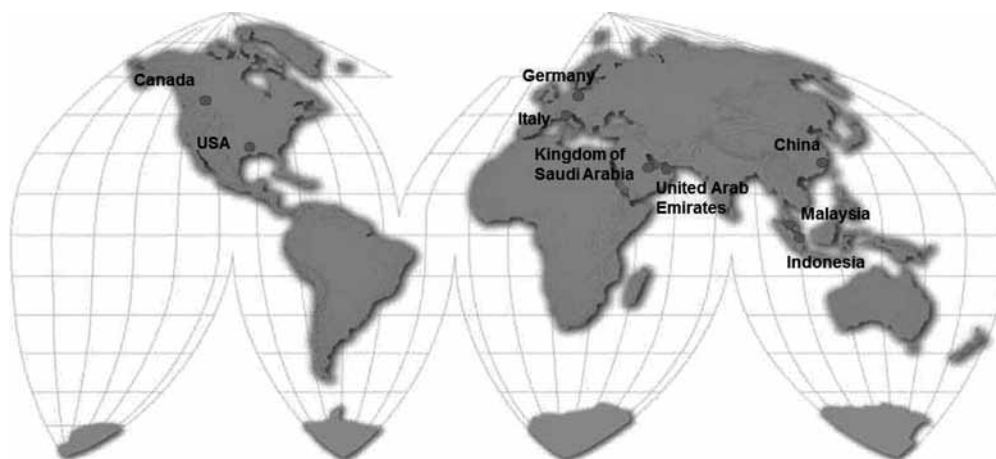 Canada
USA
Germany
Italy
Kingdom of
Saudi Arabia
United Arab
Emirates
China
Malaysia
Indonesia